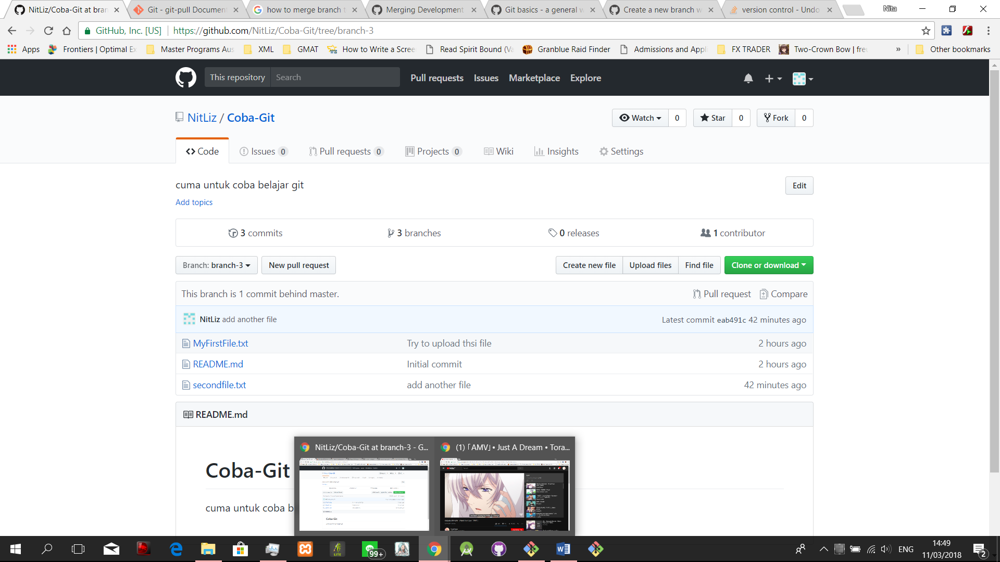 NitLiz/Coba-Git at bran
Git - git-pull Document
how to merge branch t
Merging Development
Git basics - a general w
Create a new branch w
version control - Undo
Nita
GitHub, Inc. [US]
https://github.com/NitLiz/Coba-Git/tree/branch-3
Apps
Frontiers | Optimal Ex
Master Programs Aus
XML
GMAT
How to Write a Scree
Read Spirit Bound (Va
Granblue Raid Finder
Admissions and Appli
FX TRADER
Two-Crown Bow | freu
»
Other bookmarks
This repository
Search
Pull requests
Issues
Marketplace
Explore
NitLiz / Coba-Git
Watch 0
Star 0
Fork 0
Code
Issues 0
Pull requests 0
Projects 0
Wiki
Insights
Settings
cuma untuk coba belajar git
Edit
Add topics
3 commits
3 branches
0 releases
1 contributor
Branch: branch-3
New pull request
Create new file
Upload files
Find file
Clone or download
This branch is 1 commit behind master.
Pull request
Compare
NitLiz add another file
Latest commit eab491c 42 minutes ago
MyFirstFile.txt Try to upload thsi file 2 hours ago
README.md Initial commit 2 hours ago
secondfile.txt add another file 42 minutes ago
README.md
NitLiz/Coba-Git at branch-3 - G...
(1) 「AMV」 • Just A Dream • Tora...
Coba-Git
cuma untuk coba b
Coba-Git
LITE
99+
ENG
14:49
11/03/2018
2